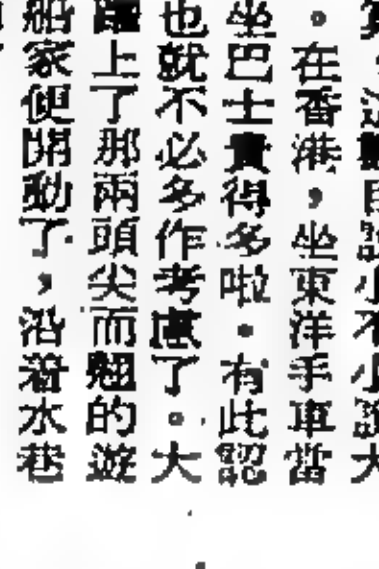 。在香港，坐東洋手車當
坐巴士貴得多啦。有此認
也就不必多作考慮了。大
上了那兩頭尖而翹的遊
船家便開動了，沿着水巷